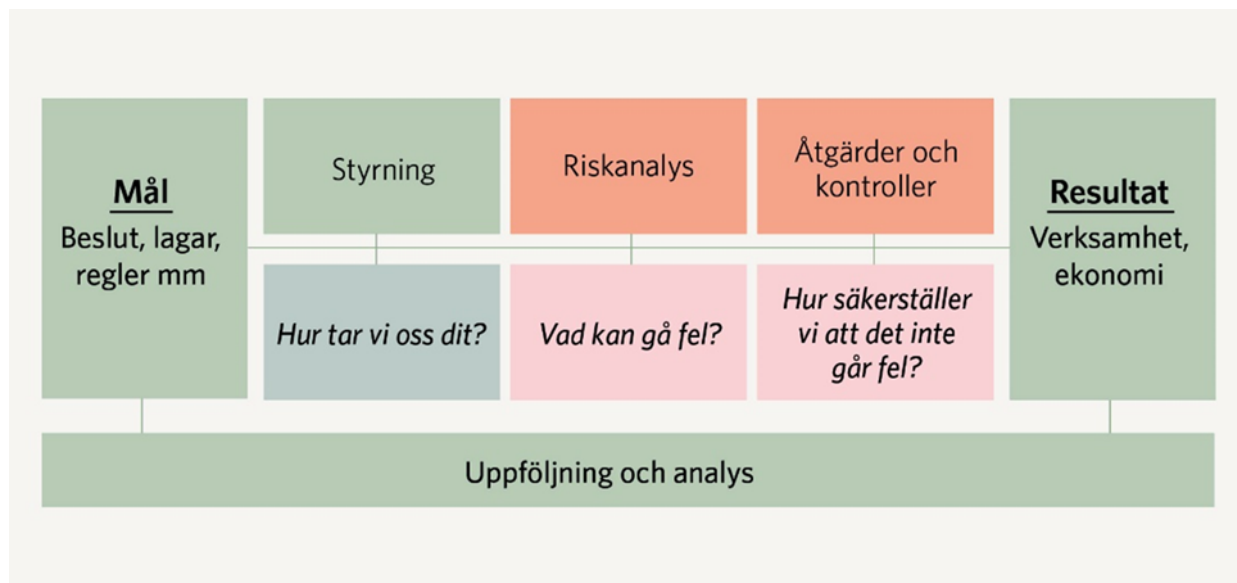 Mål
Beslut, lagar,
regler mm
Styrning
Hur tar vi oss dit?
Riskanalys
Vad kan gå fel?
Åtgärder och
kontroller
Hur säkerställer
vi att det inte
går fel?
Resultat
Verksamhet,
ekonomi
Uppföljning och analys